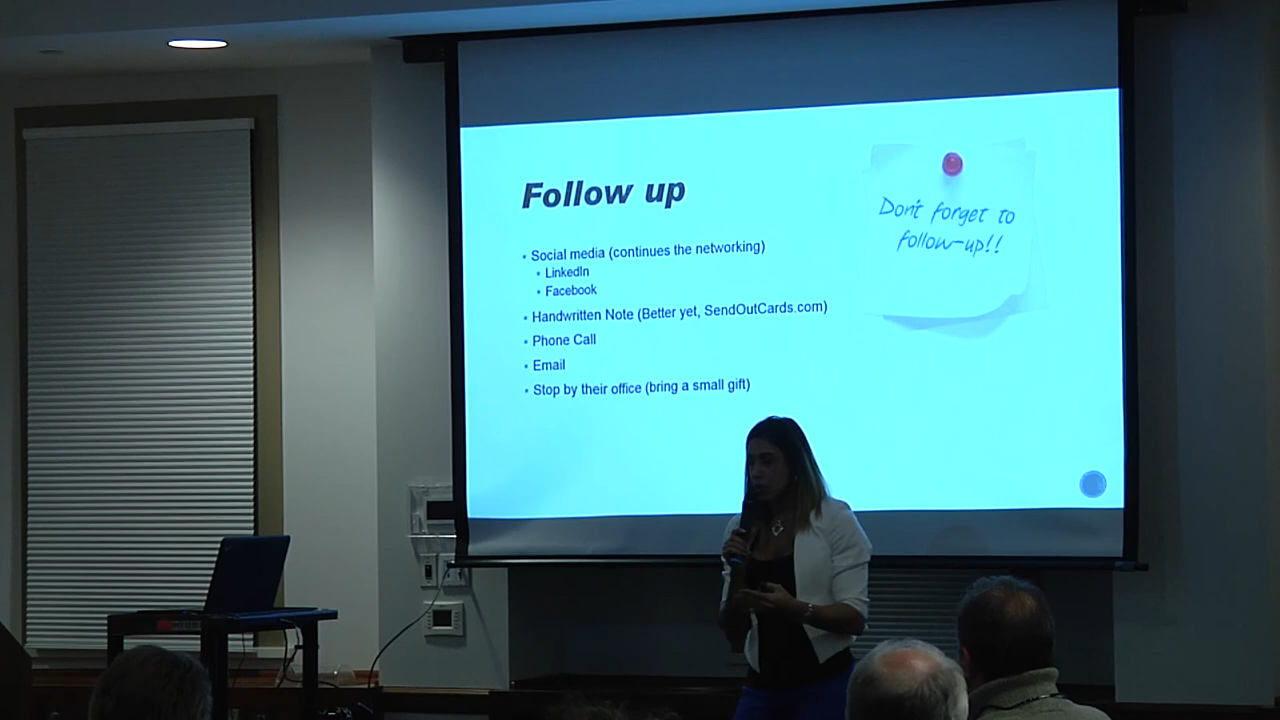 Follow up
• Social media (continues the networking)
• LinkedIn
• Facebook
• Handwritten Note (Better yet, SendOutCards.com)
• Phone Call
• Email
• Stop by their office (bring a small gift)
Don't forget to
follow-up!!